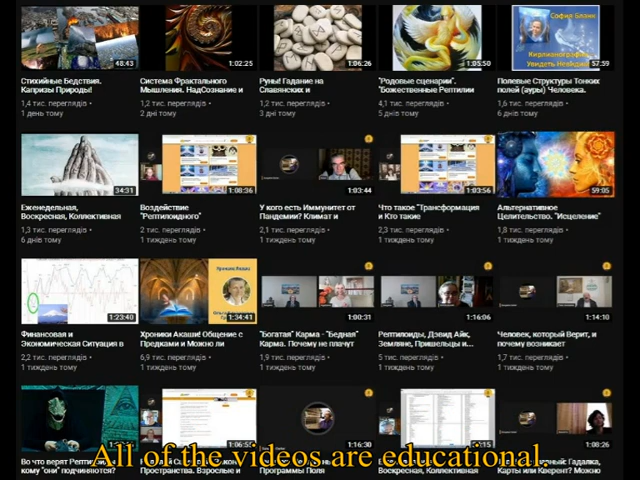 София Бланк
Кирлианография.
48:43
1:02:25
1:06:26
1:05:50
57:59
Стихийные Бедствия.
Капризы Природы!
1,4 тис. переглядів •
1 день тому
Система Фрактального
Мышления. НадСознание и
1,2 тис. переглядів •
2 дні тому
Руны! Гадание на
Славянских и
1,2 тис. переглядів •
3 дні тому
"Родовые сценарии".
"Божественные Рептилии
4,1 тис. переглядів •
5 днів тому
Полевые Структуры Тонких
полей (ауры) Человека.
1,6 тис. переглядів •
6 днів тому
34:31
1:08:36
1:03:44
1:03:56
59:05
Еженедельная,
Воскресная, Коллективная
1,3 тис. переглядів •
6 днів тому
Воздействие
"Рептилоидного"
2 тис. переглядів •
1 тиждень тому
У кого есть Иммунитет от
Пандемии? Климат и
2,1 тис. переглядів •
1 тиждень тому
Что такое "Трансформация
и Кто такие
2,3 тис. переглядів •
1 тиждень тому
Альтернативное
Целительство. "Исцеление"
1,8 тис. переглядів •
1 тиждень тому
1:23:40
1:34:41
1:00:31
1:16:06
1:14:10
Финансовая и
Экономическая Ситуация в
2,2 тис. переглядів •
1 тиждень тому
Хроники Акаши! Общение с
Предками и Можно ли
6,9 тис. переглядів •
1 тиждень тому
"Богатая" Карма - "Бедная"
Карма. Почему не плачут
1,9 тис. переглядів •
1 тиждень тому
Рептилоиды, Дэвид Айк,
Земляне, Пришельцы и...
5 тис. переглядів •
1 тиждень тому
Человек, который Верит, и
почему возникает
1,7 тис. переглядів •
1 тиждень тому
1:16:30
1:08:26
Во что верят
кому "они" подчиняются?
Пространства. Взрослые и
Программы Поля
Воскресная, Коллективная
Гадалка,
Карты или Кверент? Можно
All of the videos are educational